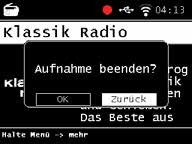 04:13
Klassik Radio
Aufnahme beenden?
OK Zurück
Das Beste aus
Halte Menü -> mehr